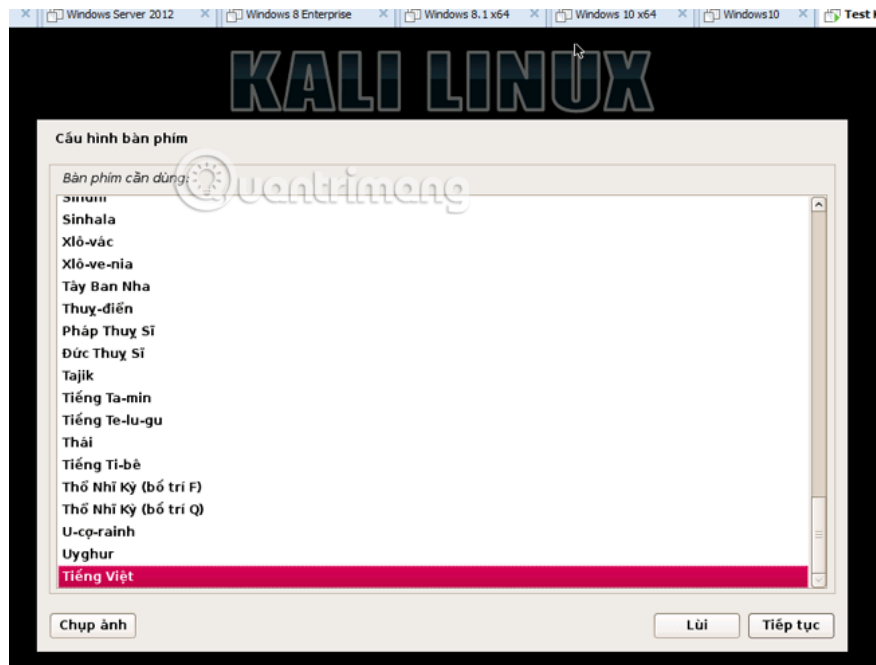 Windows Server 2012
Windows 8 Enterprise
Windows 8.1 x64
Windows 10 x64
Windows10
Test
KALI LINUX
Cấu hình bàn phím
Bàn phím cần dùng:
Quantrimang
Sinhala
Xlô-vác
Xlô-ve-nia
Tây Ban Nha
Thuỵ-điển
Pháp Thuỵ Sĩ
Đức Thuỵ Sĩ
Tajik
Tiếng Ta-min
Tiếng Te-lu-gu
Thái
Tiếng Ti-bê
Thổ Nhĩ Kỳ (bố trí F)
Thổ Nhĩ Kỳ (bố trí Q)
U-cợ-rainh
Uyghur
Tiếng Việt
Chụp ảnh
Lùi
Tiếp tục